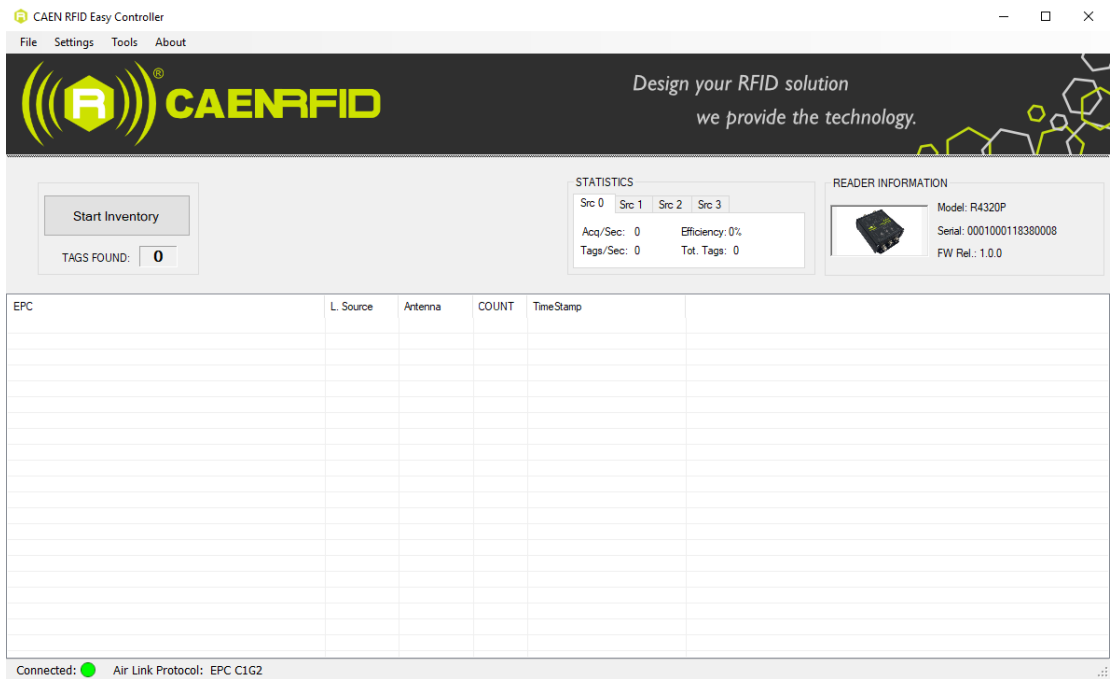 CAEN RFID Easy Controller
File Settings Tools About
R ® CAENRFID
Design your RFID solution
we provide the technology.
Start Inventory
TAGS FOUND: 0
STATISTICS
Src 0 Src 1 Src 2 Src 3
Acq/Sec: 0 Efficiency: 0%
Tags/Sec: 0 Tot. Tags: 0
READER INFORMATION
Model: R4320P
Serial: 0001000118380008
FW Rel.: 1.0.0
EPC L. Source Antenna COUNT TimeStamp
Connected: Air Link Protocol: EPC C1G2